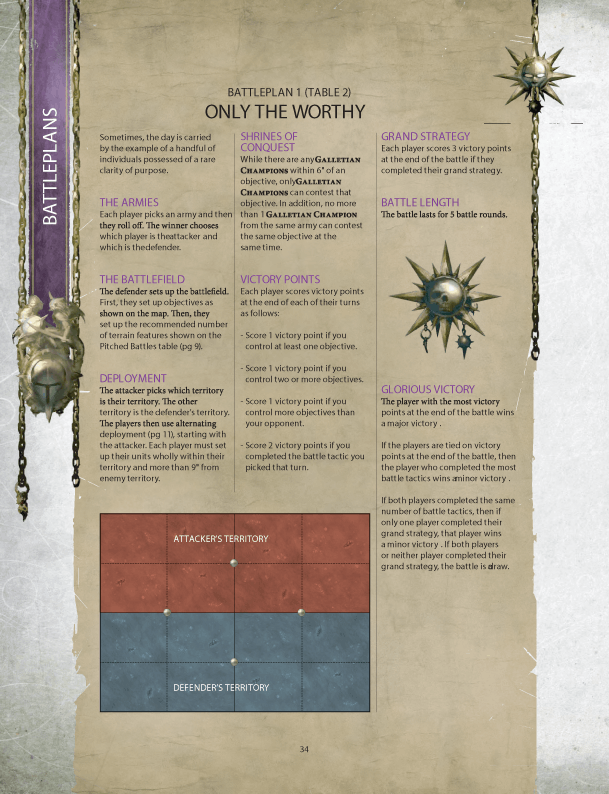 BATTLEPLANS
BATTLEPLAN 1 (TABLE 2)
ONLY THE WORTHY
Sometimes, the day is carried
by the example of a handful of
individuals possessed of a rare
clarity of purpose.
THE ARMIES
Each player picks an army and then
they roll off. The winner chooses
which player is theattacker and
which is thedefender.
THE BATTLEFIELD
The defender sets up the battlefield.
First, they set up objectives as
shown on the map. Then, they
set up the recommended number
of terrain features shown on the
Pitched Battles table (pg 9).
DEPLOYMENT
The attacker picks which territory
is their territory. The other
territory is the defender's territory.
The players then use alternating
deployment (pg 11), starting with
the attacker. Each player must set
up their units wholly within their
territory and more than 9" from
enemy territory.
SHRINES OF
CONQUEST
While there are anyGALLETIAN
CHAMPIONS within 6" of an
objective, onlyGALLETIAN
CHAMPIONS can contest that
objective. In addition, no more
than 1 GALLETIAN CHAMPION
from the same army can contest
the same objective at the
same time.
VICTORY POINTS
Each player scores victory points
at the end of each of their turns
as follows:
- Score 1 victory point if you
control at least one objective.
- Score 1 victory point if you
control two or more objectives.
- Score 1 victory point if you
control more objectives than
your opponent.
- Score 2 victory points if you
completed the battle tactic you
picked that turn.
GRAND STRATEGY
Each player scores 3 victory points
at the end of the battle if they
completed their grand strategy.
BATTLE LENGTH
The battle lasts for 5 battle rounds.
GLORIOUS VICTORY
The player with the most victory
points at the end of the battle wins
a major victory .
If the players are tied on victory
points at the end of the battle, then
the player who completed the most
battle tactics wins aminor victory .
If both players completed the same
number of battle tactics, then if
only one player completed their
grand strategy, that player wins
a minor victory . If both players
or neither player completed their
grand strategy, the battle is draw.
ATTACKER'S TERRITORY
DEFENDER'S TERRITORY
34